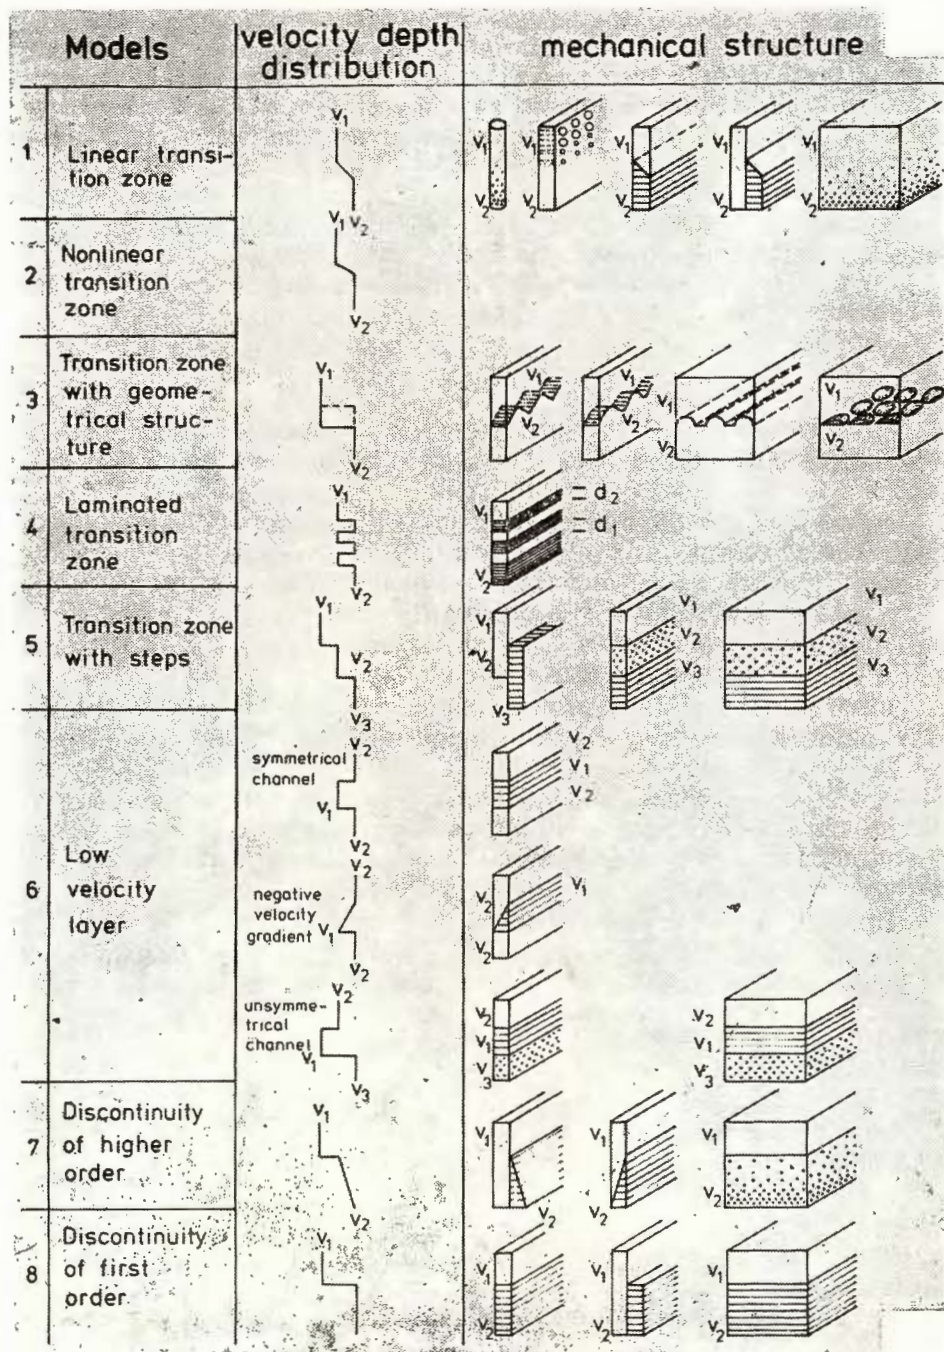 Models
velocity depth
distribution
mechanical structure
1
Linear transi-
tion zone
V1
V2
V1
V2
V1
V2
V1
V2
V1
V2
V1
V2
2
Nonlinear
transition
zone
V1
V2
3
Transition zone
with geome-
trical struc-
ture
V1
V2
V1
V2
V1
V2
V1
V2
V1
V2
4
Laminated
transition
zone
V1
V2
V1
V2
d2
d1
5
Transition zone
with steps
V1
V2
V3
V1
V2
V3
V1
V2
V3
V1
V2
V3
6
Low
velocity
layer
symmetrical
channel
V2
V1
V2
V2
V1
V2
negative
velocity
gradient
V2
V1
V2
V2
V1
V2
unsymme-
trical
channel
V2
V1
V3
V2
V1
V3
V2
V1
V3
7
Discontinuity
of higher
order
V1
V2
V1
V2
V1
V2
V1
V2
8
Discontinuity
of first
order.
V1
V1
V2
V1
V2
V1
V2